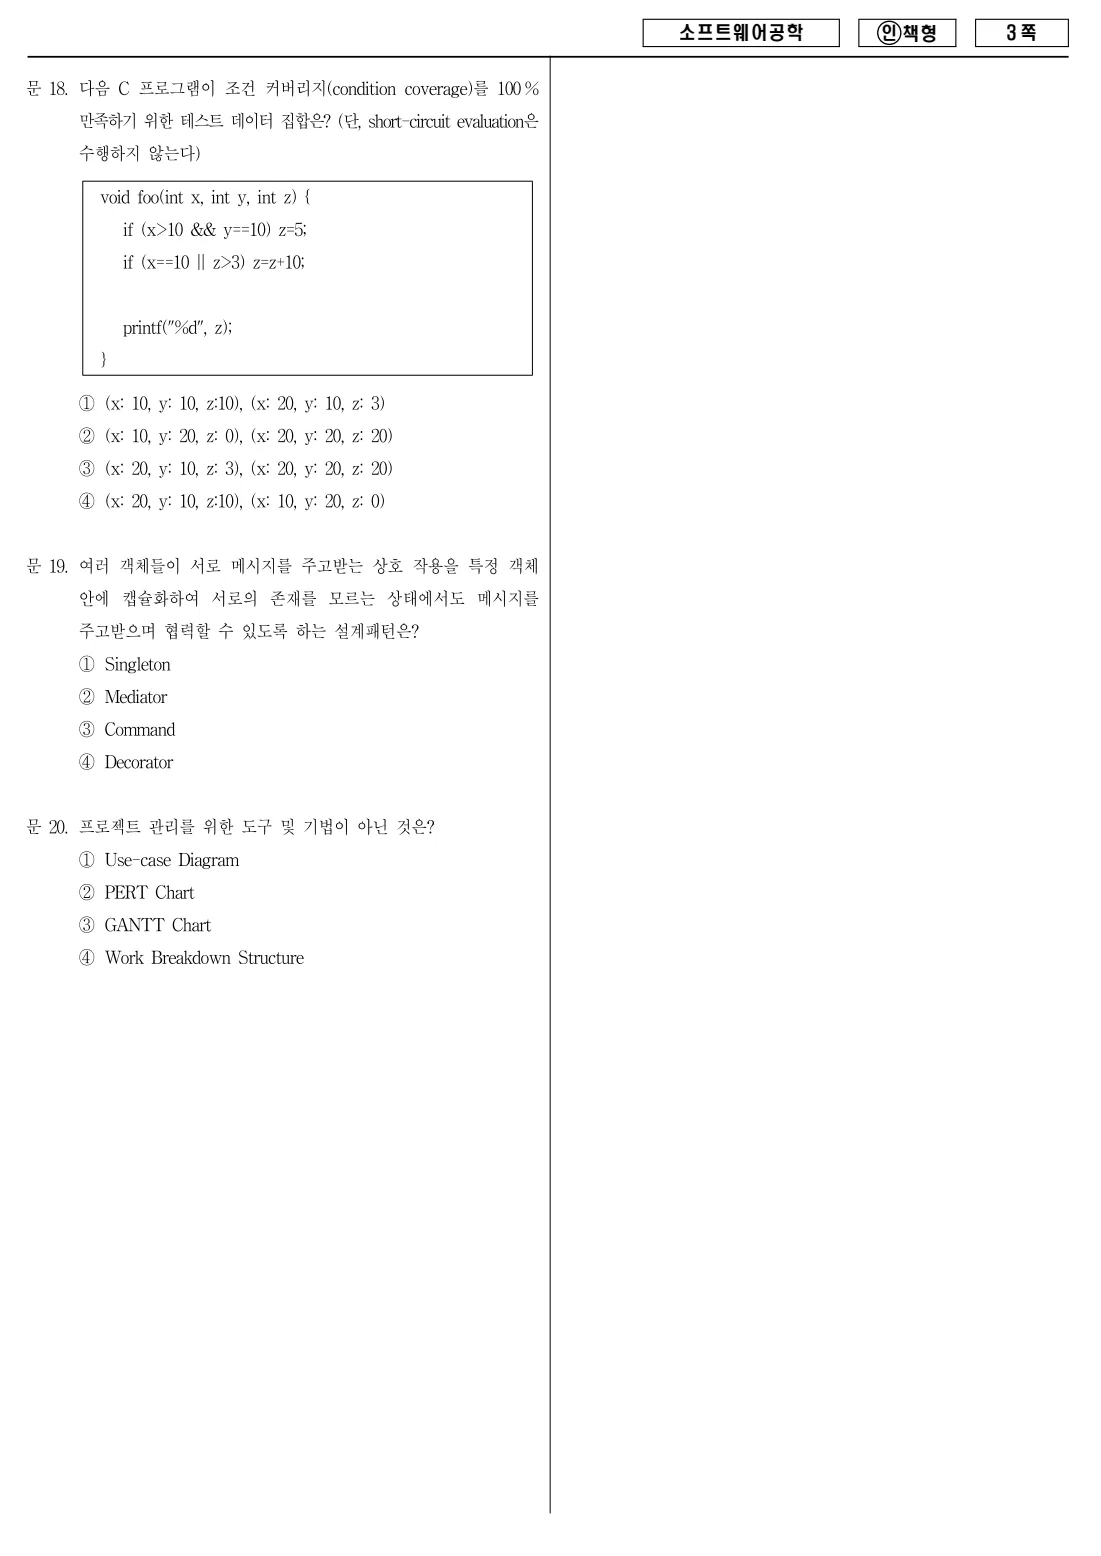 소프트웨어공학 ㉑책형 3쪽
문 18. 다음 C 프로그램이 조건 커버리지(condition coverage)를 100 %
만족하기 위한 테스트 데이터 집합은? (단, short-circuit evaluation은
수행하지 않는다)
void foo(int x, int y, int z) {
if (x>10 && y==10) z=5;
if (x==10 || z>3) z=z+10;
printf("%d", z);
}
① (x: 10, y: 10, z:10), (x: 20, y: 10, z: 3)
② (x: 10, y: 20, z: 0), (x: 20, y: 20, z: 20)
③ (x: 20, y: 10, z: 3), (x: 20, y: 20, z: 20)
④ (x: 20, y: 10, z:10), (x: 10, y: 20, z: 0)
문 19. 여러 객체들이 서로 메시지를 주고받는 상호 작용을 특정 객체
안에 캡슐화하여 서로의 존재를 모르는 상태에서도 메시지를
주고받으며 협력할 수 있도록 하는 설계패턴은?
① Singleton
② Mediator
③ Command
④ Decorator
문 20. 프로젝트 관리를 위한 도구 및 기법이 아닌 것은?
① Use-case Diagram
② PERT Chart
③ GANTT Chart
④ Work Breakdown Structure